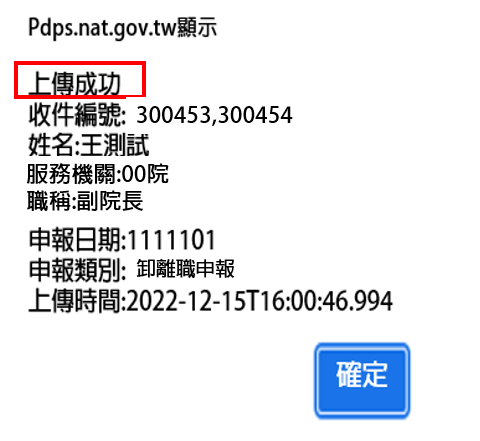 Pdps.nat.gov.tw顯示
上傳成功
收件編號: 300453,300454
姓名:王測試
服務機關:00院
職稱:副院長
申報日期:1111101
申報類別: 卸離職申報
上傳時間:2022-12-15T16:00:46.994
確定